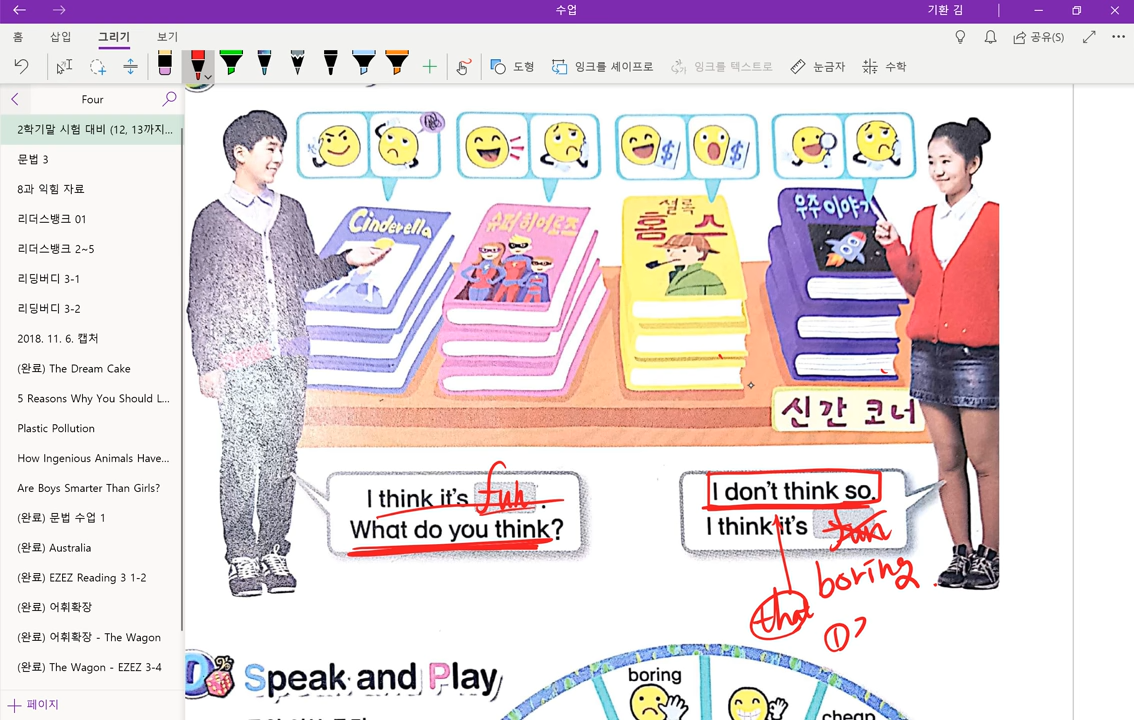 수업
기환 김
홈
삽입
그리기
보기
공유(S)
도형
잉크를 셰이프로
잉크를 텍스트로
눈금자
수학
Four
2학기말 시험 대비 (12, 13까지...
문법 3
8과 익힘 자료
리더스뱅크 01
리더스뱅크 2~5
리딩버디 3-1
리딩버디 3-2
2018. 11. 6. 캡처
(완료) The Dream Cake
5 Reasons Why You Should L...
Plastic Pollution
How Ingenious Animals Have...
Are Boys Smarter Than Girls?
(완료) 문법 수업 1
(완료) Australia
(완료) EZEZ Reading 3 1-2
(완료) 어휘확장
(완료) 어휘확장 - The Wagon
(완료) The Wagon - EZEZ 3-4
페이지
$ $
Cinderella
슈퍼 히어로즈
셜록
홈스
우주 이야기
신간 코너
I think it's fun.
What do you think?
I don't think so.
I think it's fun
boring
that
①
Speak and Play
boring
cheap